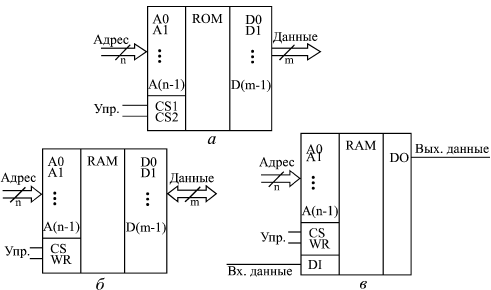 A0 ROM D0
A1 D1
Адрес
n
Данные
m
A(n-1) D(m-1)
Упр.
CS1
CS2
а
A0 RAM D0
A1 D1
Адрес
n
Данные
m
A(n-1) D(m-1)
Упр.
CS
WR
б
A0 RAM
A1
DO
Вых. данные
Адрес
n
A(n-1)
Упр.
CS
WR
Вх. данные
DI
в